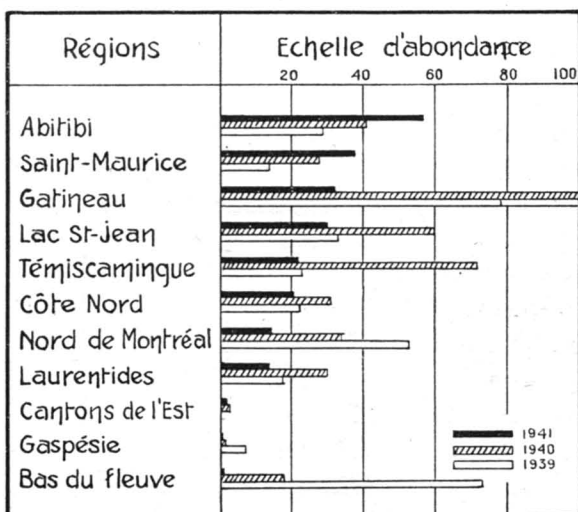 Régions
Echelle d'abondance
20 40 60 80 100
Abitibi
Saint-Maurice
Gatineau
Lac St-Jean
Témiscamingue
Côte Nord
Nord de Montréal
Laurentides
Cantons de l'Est
Gaspésie
Bas du fleuve
1941
1940
1939